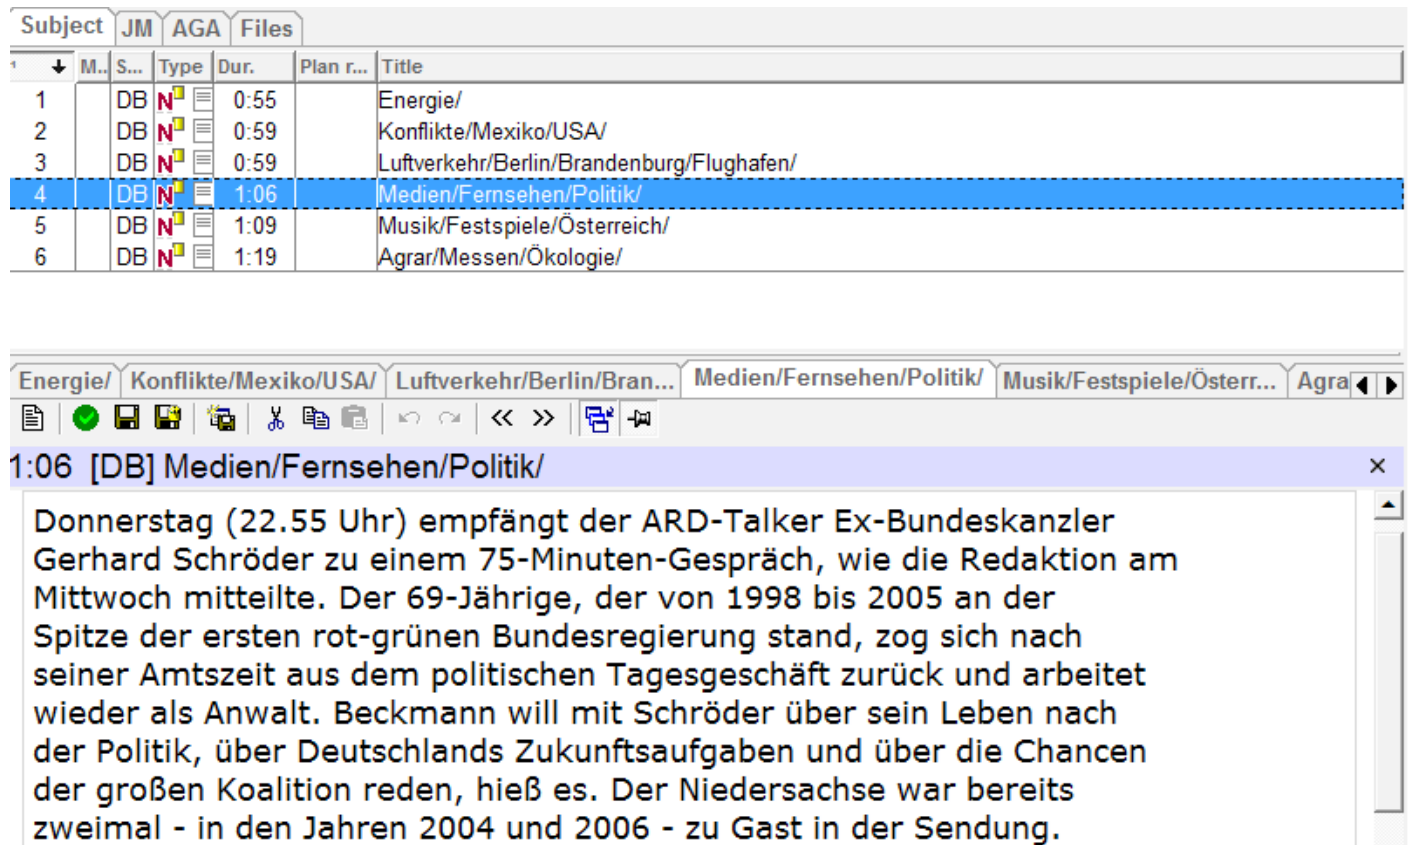 Subject JM AGA Files
M.. S... Type Dur. Plan r... Title
1 DB N 0:55 Energie/
2 DB N 0:59 Konflikte/Mexiko/USA/
3 DB N 0:59 Luftverkehr/Berlin/Brandenburg/Flughafen/
4 DB N 1:06 Medien/Fernsehen/Politik/
5 DB N 1:09 Musik/Festspiele/Österreich/
6 DB N 1:19 Agrar/Messen/Ökologie/
Energie/ Konflikte/Mexiko/USA/ Luftverkehr/Berlin/Bran... Medien/Fernsehen/Politik/ Musik/Festspiele/Österr... Agra
1:06 [DB] Medien/Fernsehen/Politik/
Donnerstag (22.55 Uhr) empfängt der ARD-Talker Ex-Bundeskanzler
Gerhard Schröder zu einem 75-Minuten-Gespräch, wie die Redaktion am
Mittwoch mitteilte. Der 69-Jährige, der von 1998 bis 2005 an der
Spitze der ersten rot-grünen Bundesregierung stand, zog sich nach
seiner Amtszeit aus dem politischen Tagesgeschäft zurück und arbeitet
wieder als Anwalt. Beckmann will mit Schröder über sein Leben nach
der Politik, über Deutschlands Zukunftsaufgaben und über die Chancen
der großen Koalition reden, hieß es. Der Niedersachse war bereits
zweimal - in den Jahren 2004 und 2006 - zu Gast in der Sendung.